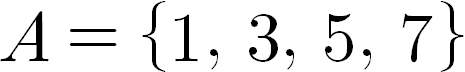 A = {1, 3, 5, 7}